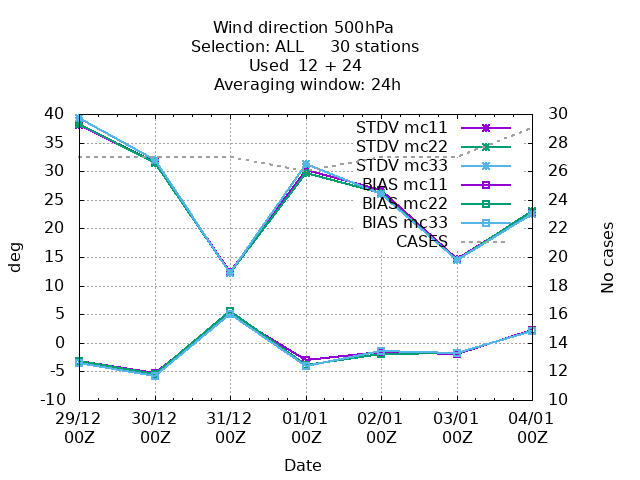 Wind direction 500hPa
Selection: ALL 30 stations
Used 12 + 24
Averaging window: 24h
40 30
STDV mc11
35 28
STDV mc22
STDV mc33
30 26
BIAS mc11
25 24
BIAS mc22
20 22
BIAS mc33
CASES
15 20
10 18
5 16
0 14
-5 12
-10 10
deg
No cases
29/12 30/12 31/12 01/01 02/01 03/01 04/01
00Z 00Z 00Z 00Z 00Z 00Z 00Z
Date